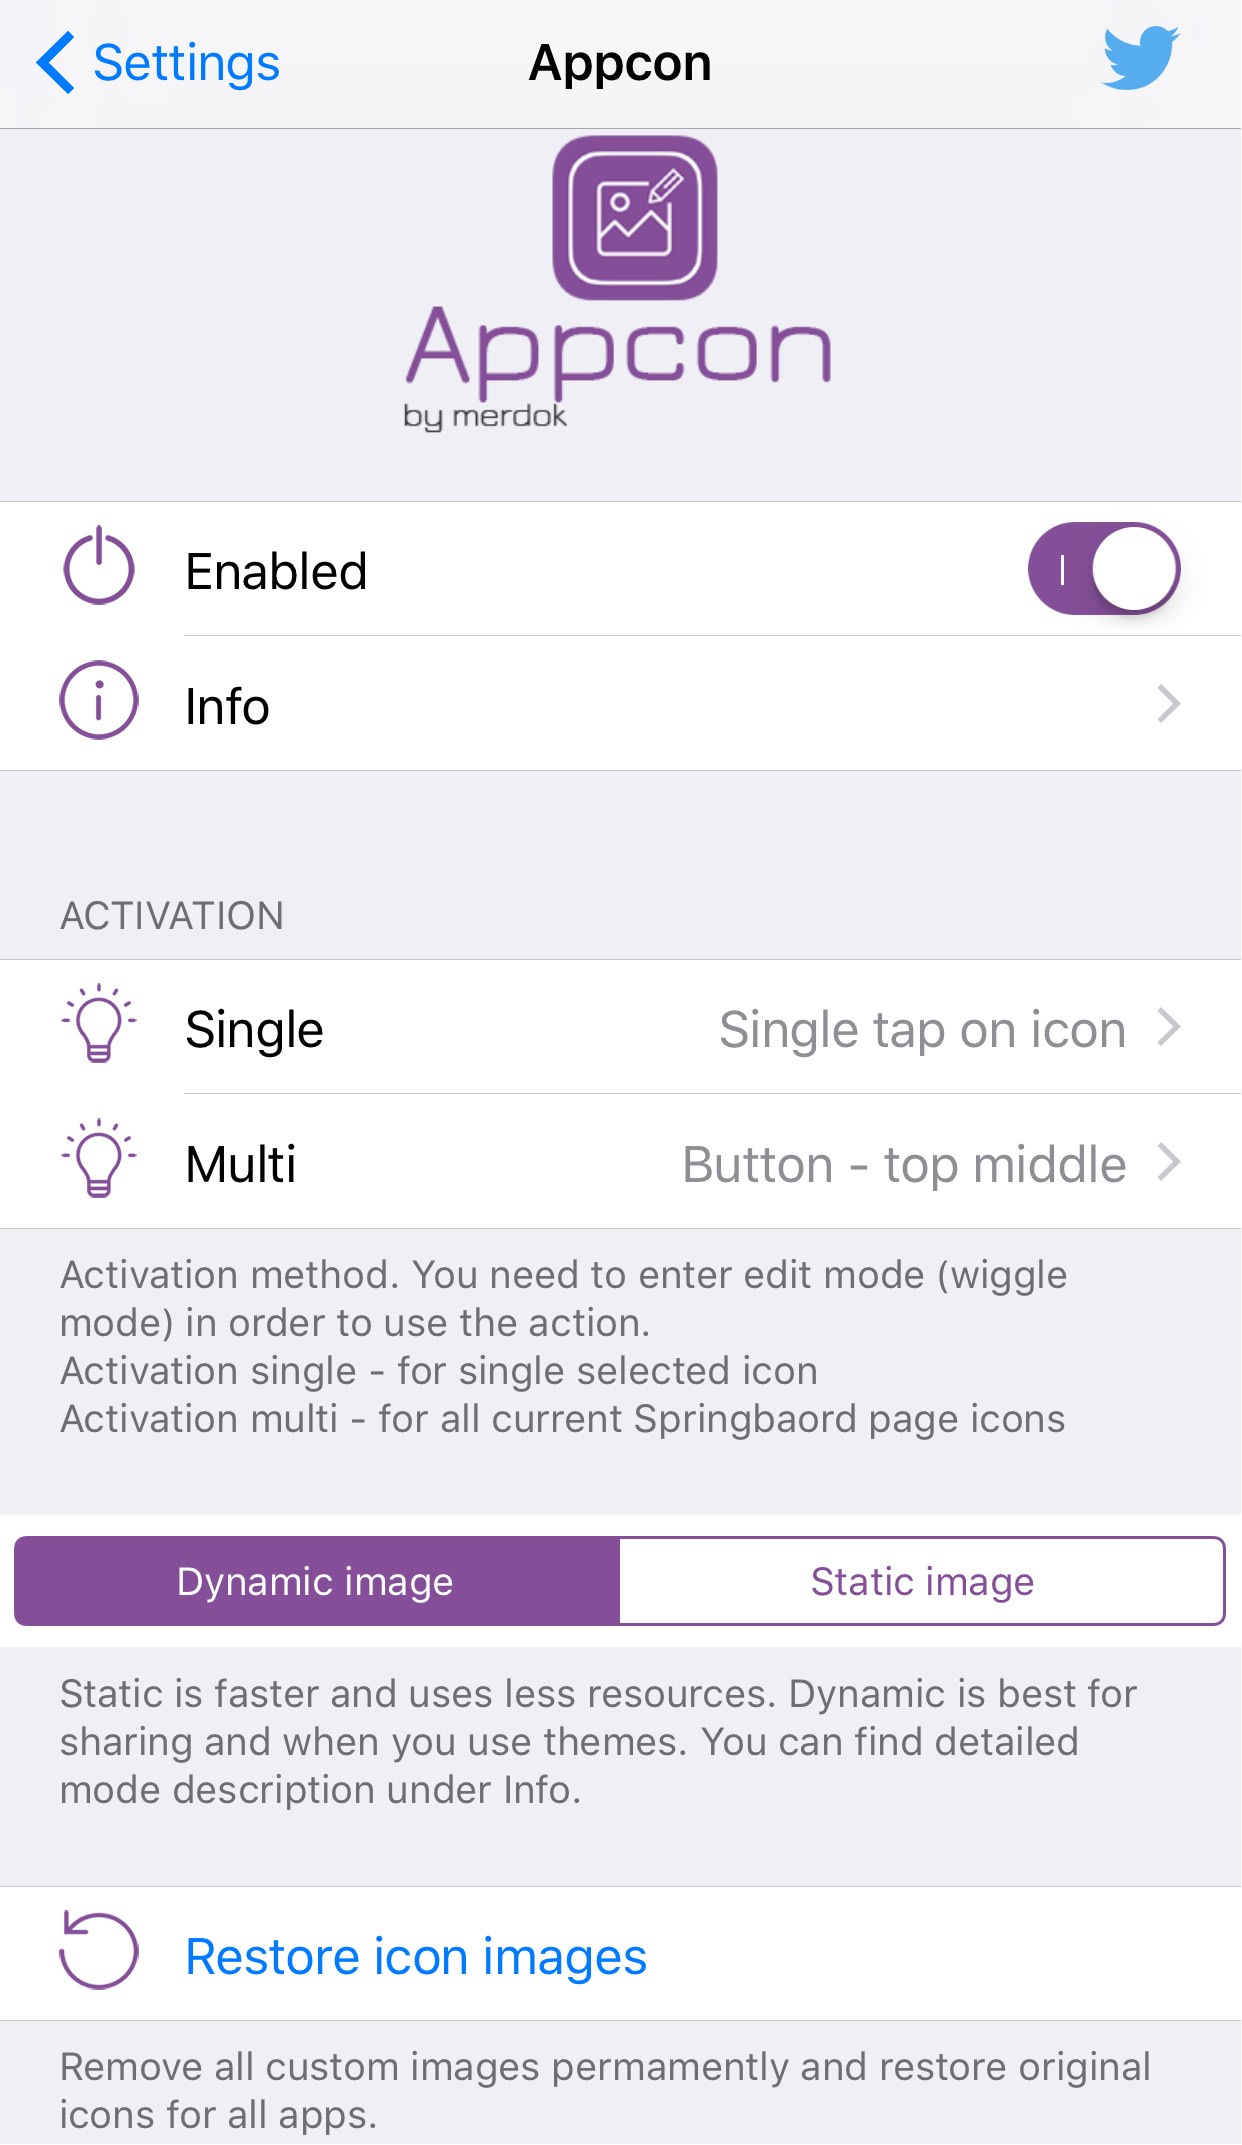 Settings
Appcon
Appcon
by merdok
Enabled
Info
ACTIVATION
Single
Single tap on icon
Multi
Button - top middle
Activation method. You need to enter edit mode (wiggle
mode) in order to use the action.
Activation single - for single selected icon
Activation multi - for all current Springbaord page icons
Dynamic image
Static image
Static is faster and uses less resources. Dynamic is best for
sharing and when you use themes. You can find detailed
mode description under Info.
Restore icon images
Remove all custom images permamently and restore original
icons for all apps.